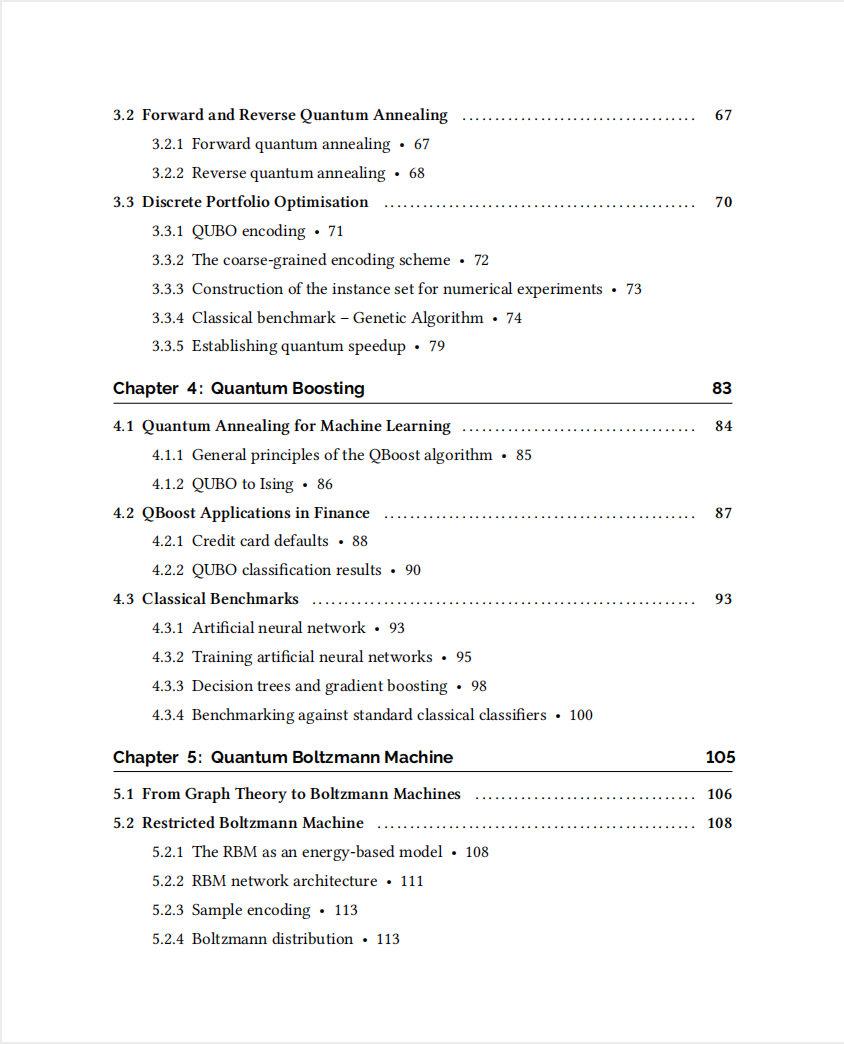 3.2 Forward and Reverse Quantum Annealing .................................... 67
3.2.1 Forward quantum annealing • 67
3.2.2 Reverse quantum annealing • 68
3.3 Discrete Portfolio Optimisation ................................................ 70
3.3.1 QUBO encoding • 71
3.3.2 The coarse-grained encoding scheme • 72
3.3.3 Construction of the instance set for numerical experiments • 73
3.3.4 Classical benchmark – Genetic Algorithm • 74
3.3.5 Establishing quantum speedup • 79
Chapter 4: Quantum Boosting 83
4.1 Quantum Annealing for Machine Learning .................................... 84
4.1.1 General principles of the QBoost algorithm • 85
4.1.2 QUBO to Ising • 86
4.2 QBoost Applications in Finance ................................................ 87
4.2.1 Credit card defaults • 88
4.2.2 QUBO classification results • 90
4.3 Classical Benchmarks ........................................................... 93
4.3.1 Artificial neural network • 93
4.3.2 Training artificial neural networks • 95
4.3.3 Decision trees and gradient boosting • 98
4.3.4 Benchmarking against standard classical classifiers • 100
Chapter 5: Quantum Boltzmann Machine 105
5.1 From Graph Theory to Boltzmann Machines .................................. 106
5.2 Restricted Boltzmann Machine ................................................. 108
5.2.1 The RBM as an energy-based model • 108
5.2.2 RBM network architecture • 111
5.2.3 Sample encoding • 113
5.2.4 Boltzmann distribution • 113